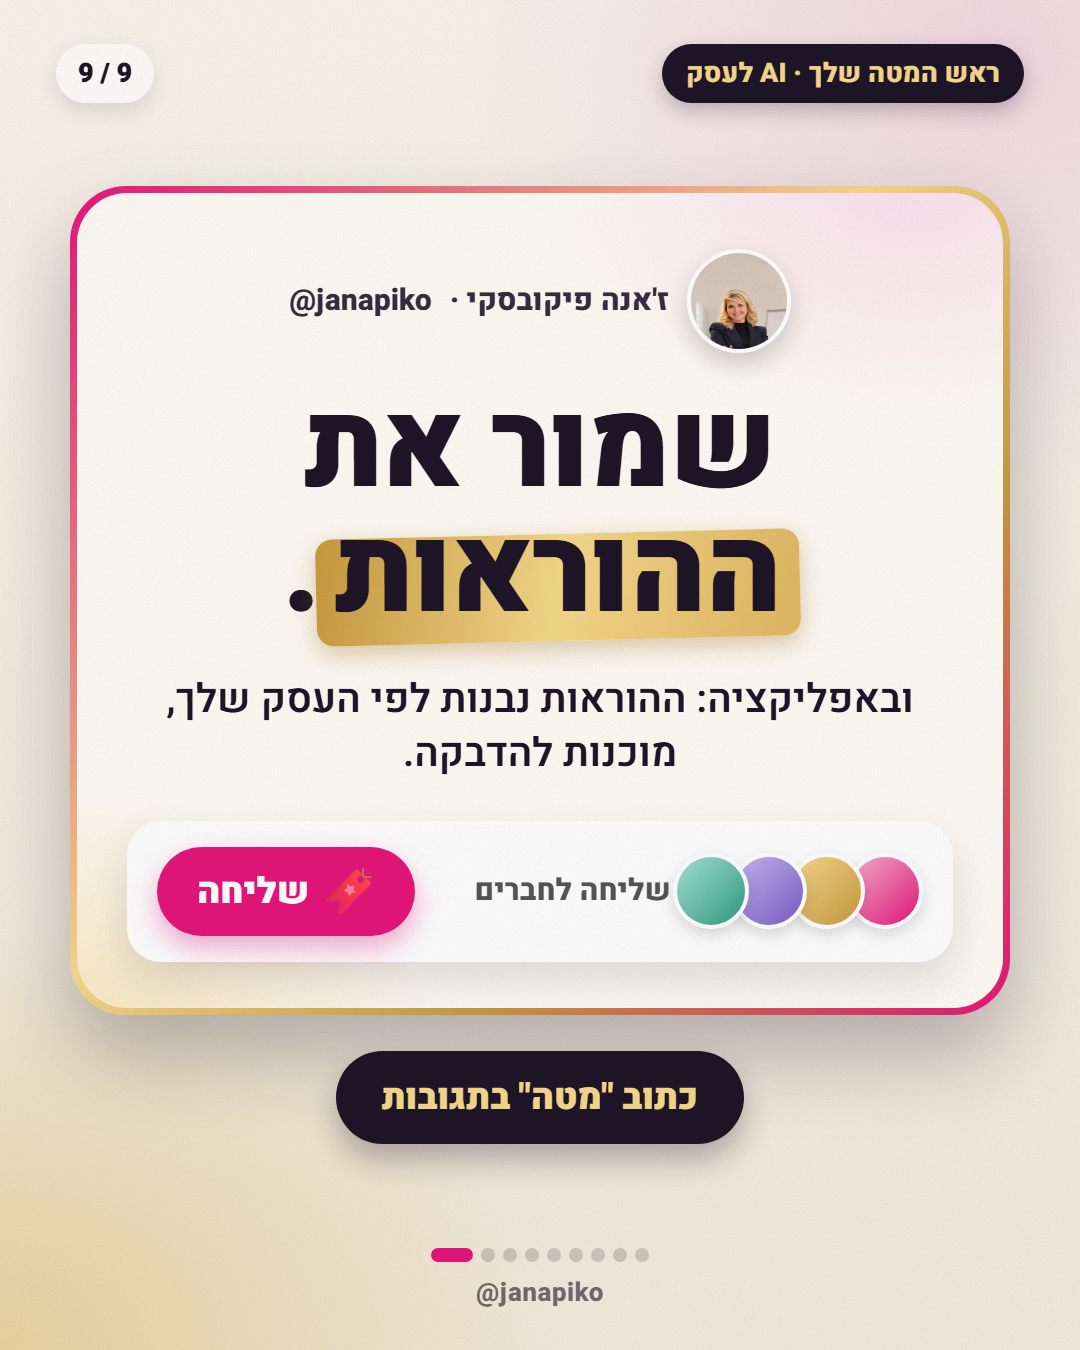 ראש המטה שלך · AI לעסק
9 / 9
ז'אנה פיקובסקי · @janapiko
שמור את
ההוראות.
ובאפליקציה: ההוראות נבנות לפי העסק שלך,
מוכנות להדבקה.
שליחה לחברים
שליחה
כתוב "מטה" בתגובות
@janapiko